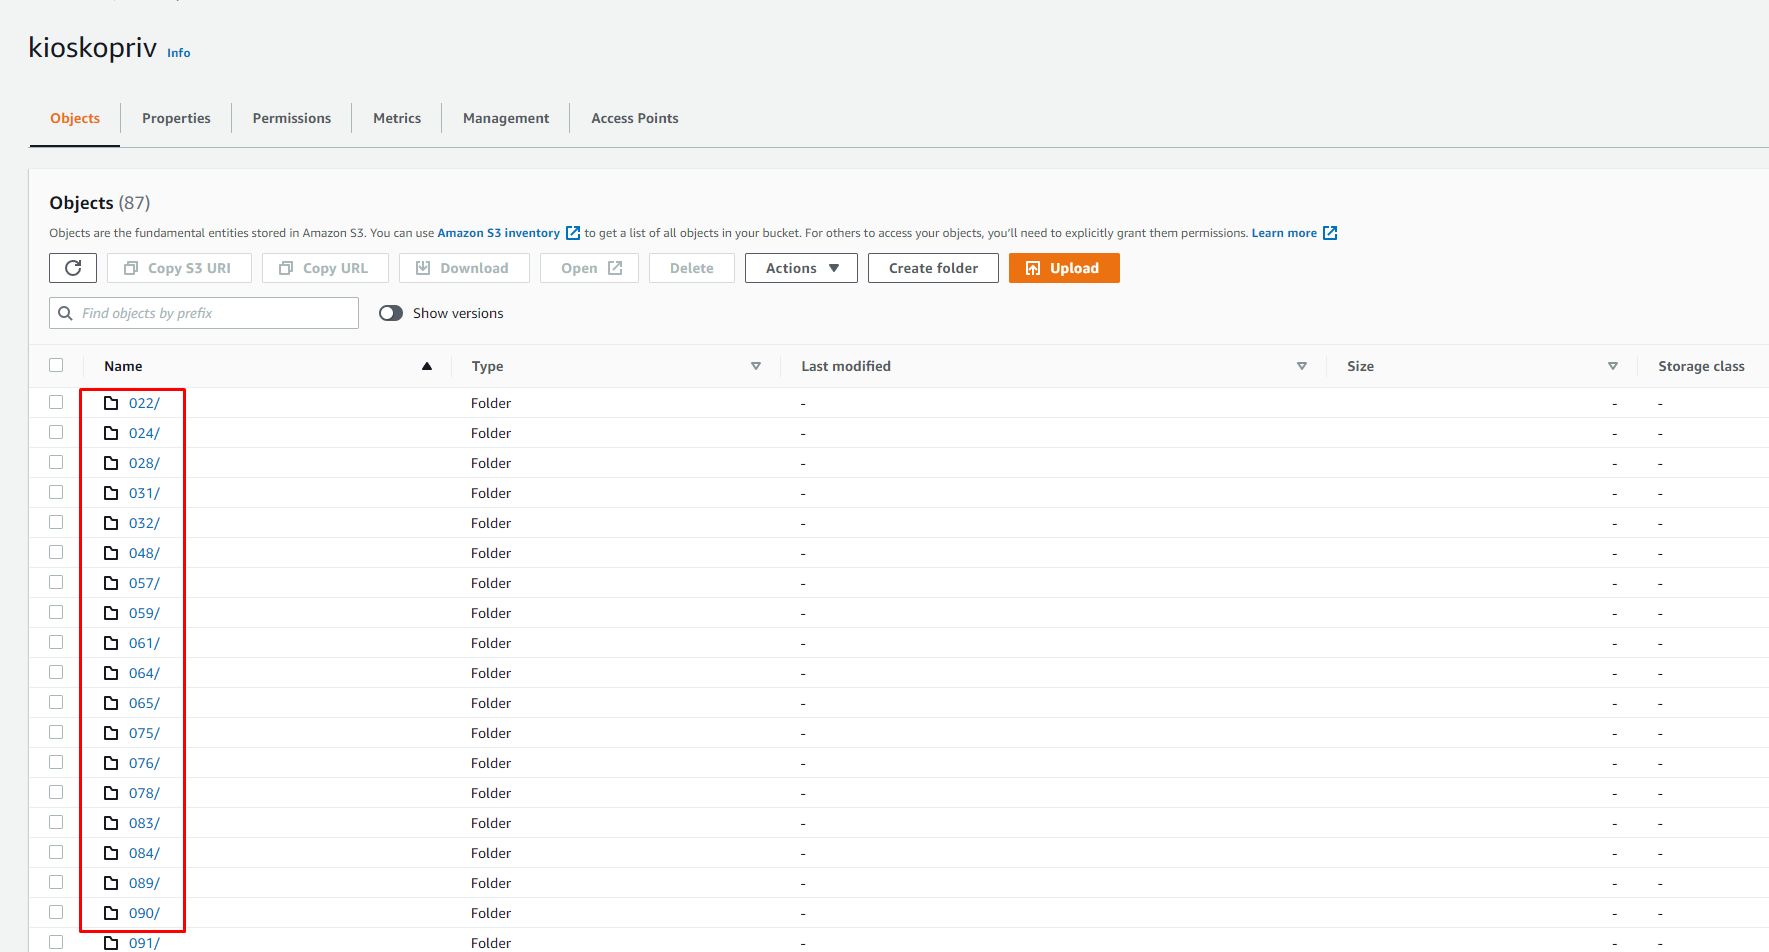 kioskopriv Info
Objects Properties Permissions Metrics Management Access Points
Objects (87)
Objects are the fundamental entities stored in Amazon S3. You can use Amazon S3 inventory to get a list of all objects in your bucket. For others to access your objects, you'll need to explicitly grant them permissions. Learn more
Copy S3 URI Copy URL Download Open Delete Actions Create folder Upload
Find objects by prefix Show versions
Name Type Last modified Size Storage class
022/ Folder - - -
024/ Folder - - -
028/ Folder - - -
031/ Folder - - -
032/ Folder - - -
048/ Folder - - -
057/ Folder - - -
059/ Folder - - -
061/ Folder - - -
064/ Folder - - -
065/ Folder - - -
075/ Folder - - -
076/ Folder - - -
078/ Folder - - -
083/ Folder - - -
084/ Folder - - -
089/ Folder - - -
090/ Folder - - -
091/ Folder - - -